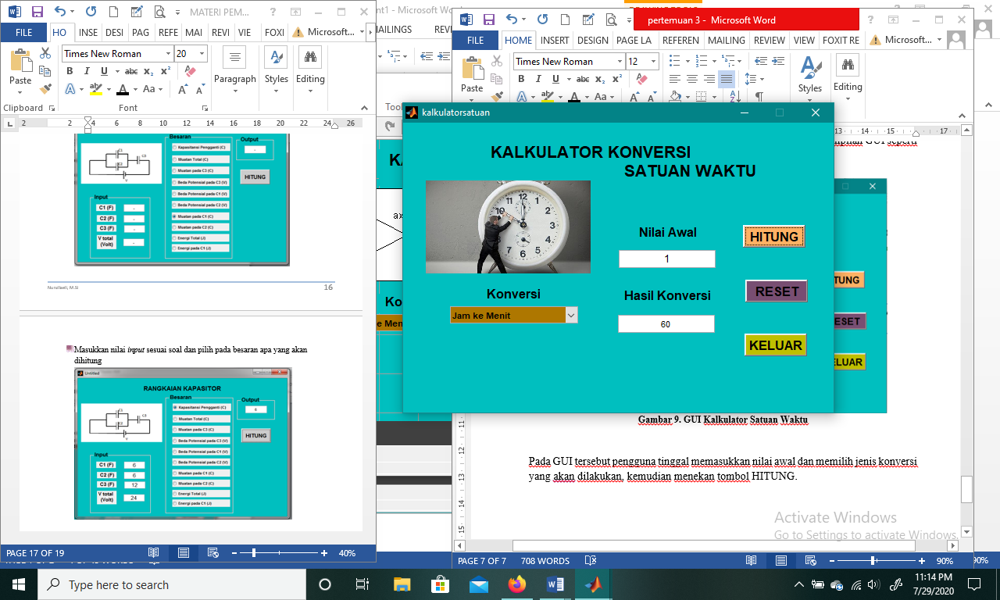 MATERI PEM...
nt1 - Microsoft Wo
pertemuan 3 - Microsoft Word
FILE
HO
INSE
DESI
PAG
REFE
MAI
REVI
VIE
FOXI
Microsoft...
AILINGS
REVI
FILE
HOME
INSERT
DESIGN
PAGE LA
REFEREN
MAILING
REVIEW
VIEW
FOXIT RE
Microsoft...
Paste
Times New Roman
20
Paragraph
Styles
Editing
Clipboard
Font
Tool
Paste
Times New Roman
12
Styles
Editing
kalkulatorsatuan
KALKULATOR KONVERSI
SATUAN WAKTU
Nilai Awal
1
HITUNG
RESET
Konversi
Jam ke Menit
Hasil Konversi
60
KELUAR
Besaran
Kapasitansi Pengganti (C)
Muatan Total (C)
Muatan pada C3 (C)
Beda Potensial pada C3 (V)
Beda Potensial pada C1 (V)
Beda Potensial pada C2 (V)
Muatan pada C1 (C)
Muatan pada C2 (C)
Energi Total (J)
Energi pada C1 (J)
Output
-
HITUNG
Input
C1 (F) -
C2 (F) -
C3 (F) -
V total
(Volt) -
Nurullaeli, M.Si
16
Masukkan nilai input sesuai soal dan pilih pada besaran apa yang akan
dihitung
Untitled
RANGKAIAN KAPASITOR
Besaran
Kapasitansi Pengganti (C)
Muatan Total (C)
Muatan pada C3 (C)
Beda Potensial pada C3 (V)
Beda Potensial pada C1 (V)
Beda Potensial pada C2 (V)
Muatan pada C1 (C)
Muatan pada C2 (C)
Energi Total (J)
Energi pada C1 (J)
Output
8
HITUNG
Input
C1 (F) 6
C2 (F) 6
C3 (F) 12
V total
(Volt) 24
KA
ax
Ko
e Men
TUNG
ESET
LUAR
Gambar 9. GUI Kalkulator Satuan Waktu
Pada GUI tersebut pengguna tinggal memasukkan nilai awal dan memilih jenis konversi
yang akan dilakukan, kemudian menekan tombol HITUNG.
Activate Windows
Go to Settings to activate Windows.
PAGE 17 OF 19
40%
PAGE 7 OF 7
708 WORDS
90%
90%
Type here to search
11:14 PM
7/29/2020